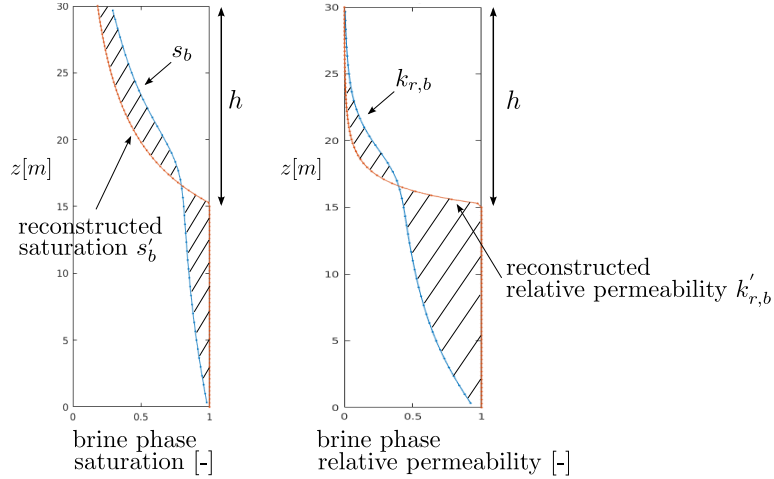 30
25
20
15
10
5
0
0
0.5
1
z[m]
s_b
h
reconstructed
saturation s'_b
brine phase
saturation [-]
30
25
20
15
10
5
0
0
0.5
1
z[m]
k_{r,b}
h
reconstructed
relative permeability k'_{r,b}
brine phase
relative permeability [-]